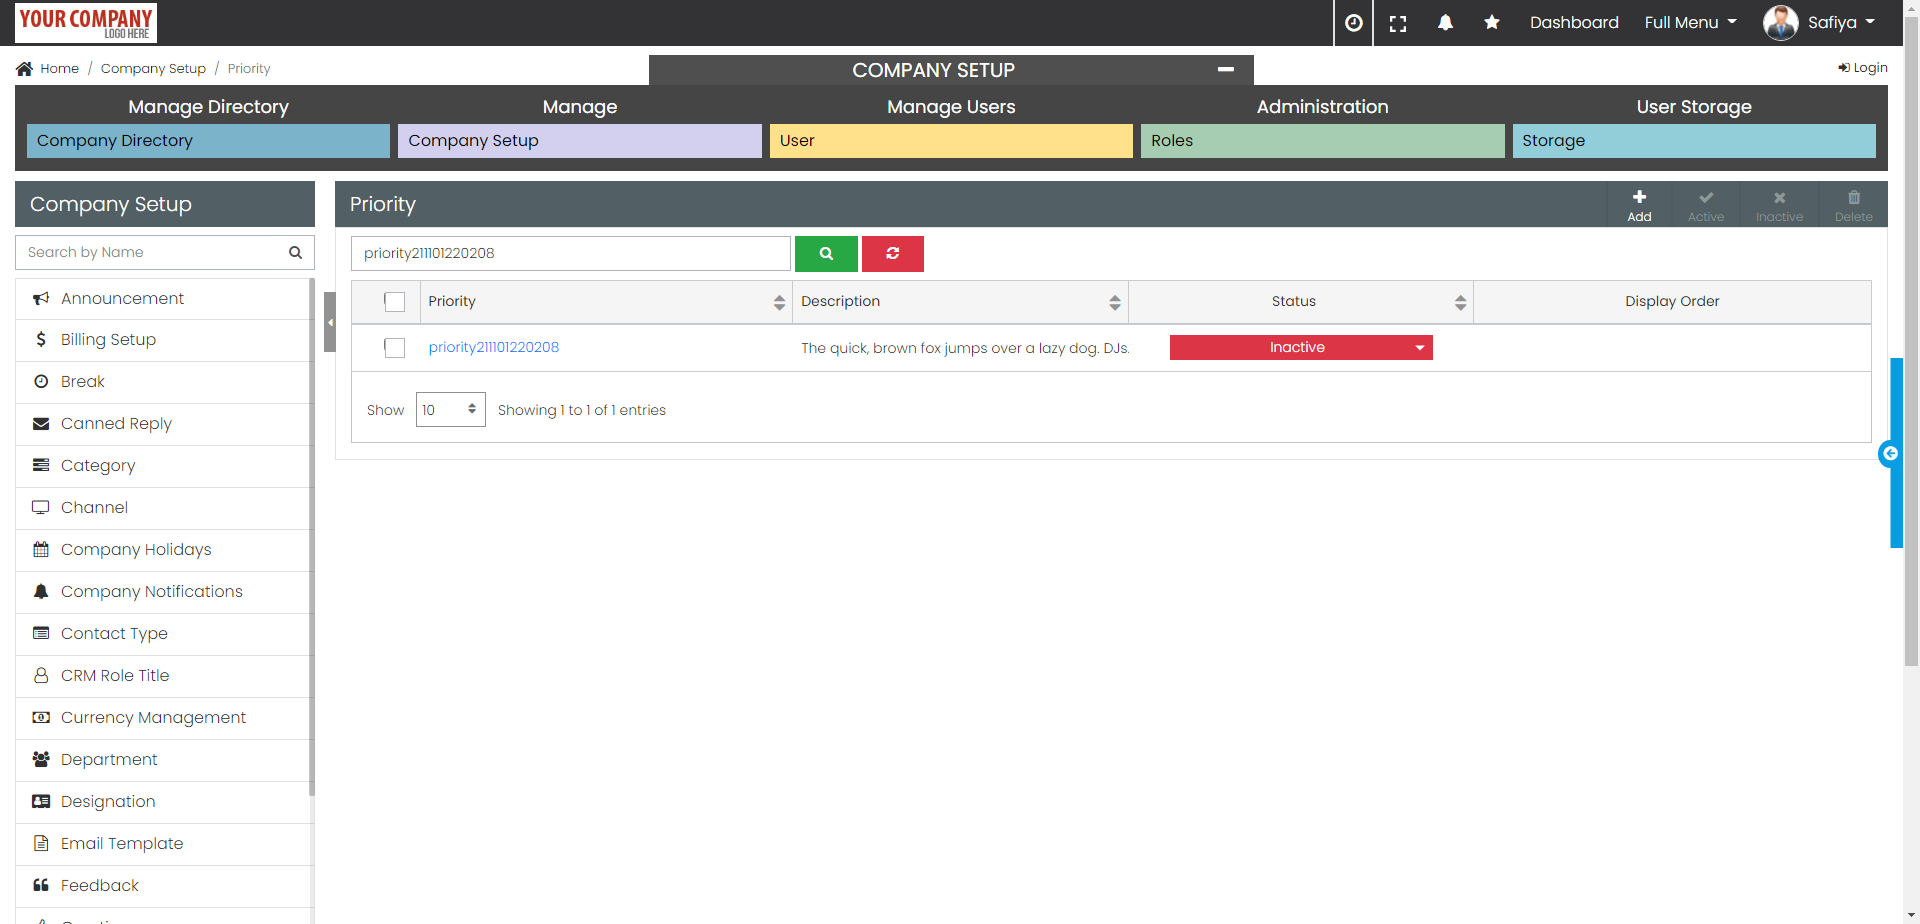 YOUR COMPANY
LOGO HERE
Dashboard
Full Menu
Safiya
Home / Company Setup / Priority
COMPANY SETUP
Login
Manage Directory
Manage
Manage Users
Administration
User Storage
Company Directory
Company Setup
User
Roles
Storage
Company Setup
Search by Name
Announcement
Billing Setup
Break
Canned Reply
Category
Channel
Company Holidays
Company Notifications
Contact Type
CRM Role Title
Currency Management
Department
Designation
Email Template
Feedback
Priority
Add
Active
Inactive
Delete
priority211101220208
Priority
Description
Status
Display Order
priority211101220208
The quick, brown fox jumps over a lazy dog. DJs.
Inactive
Show 10 Showing 1 to 1 of 1 entries